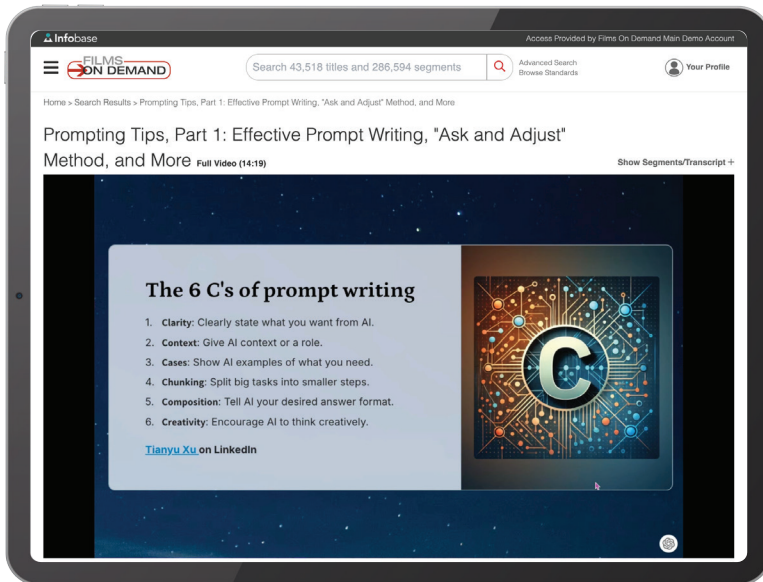 Infobase
Access Provided by Films On Demand Main Demo Account
FILMS
ON DEMAND
Search 43,518 titles and 286,594 segments
Advanced Search
Browse Standards
Your Profile
Home > Search Results > Prompting Tips, Part 1: Effective Prompt Writing, "Ask and Adjust" Method, and More
Prompting Tips, Part 1: Effective Prompt Writing, "Ask and Adjust"
Method, and More Full Video (14:19)
Show Segments/Transcript +
The 6 C's of prompt writing
1. Clarity: Clearly state what you want from AI.
2. Context: Give AI context or a role.
3. Cases: Show AI examples of what you need.
4. Chunking: Split big tasks into smaller steps.
5. Composition: Tell AI your desired answer format.
6. Creativity: Encourage AI to think creatively.
Tianyu Xu on LinkedIn
C